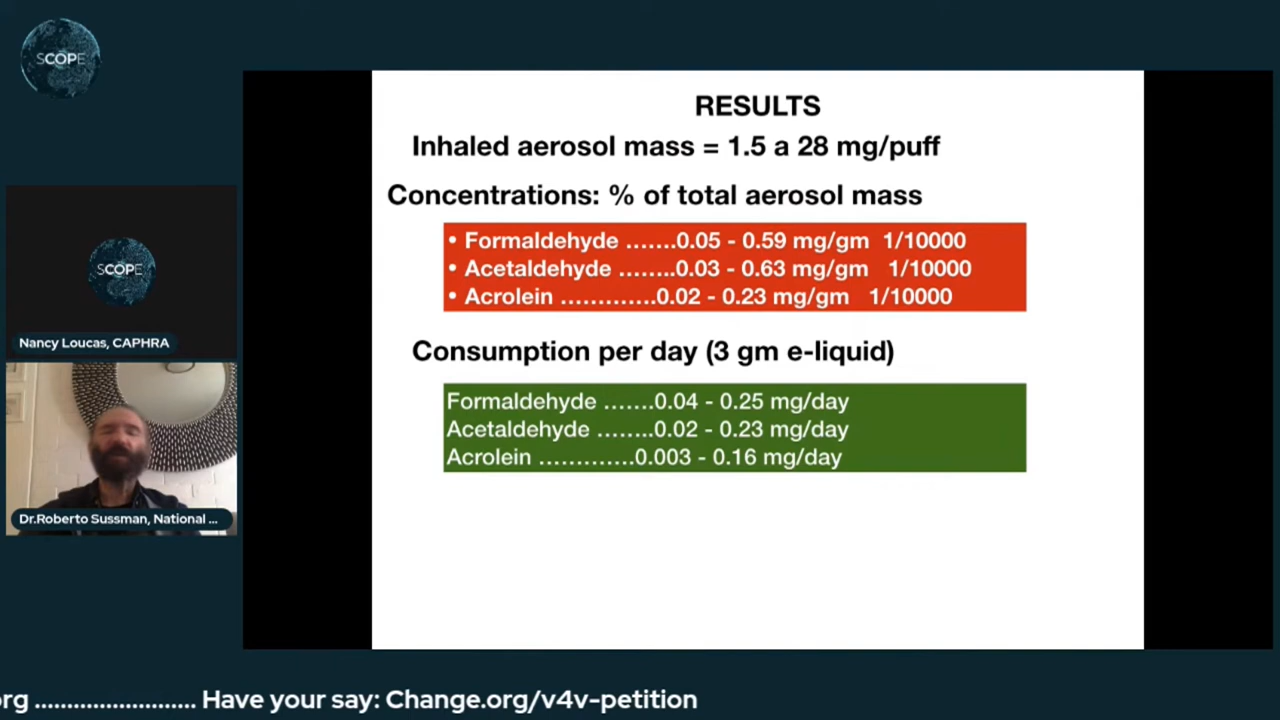 SCOPE
RESULTS
Inhaled aerosol mass = 1.5 a 28 mg/puff
Concentrations: % of total aerosol mass
• Formaldehyde .......0.05 - 0.59 mg/gm 1/10000
• Acetaldehyde ........0.03 - 0.63 mg/gm 1/10000
• Acrolein .............0.02 - 0.23 mg/gm 1/10000
Consumption per day (3 gm e-liquid)
Formaldehyde .......0.04 - 0.25 mg/day
Acetaldehyde ........0.02 - 0.23 mg/day
Acrolein .............0.003 - 0.16 mg/day
SCOPE
Nancy Loucas, CAPHRA
Dr.Roberto Sussman, National ...
org ......................... Have your say: Change.org/v4v-petition